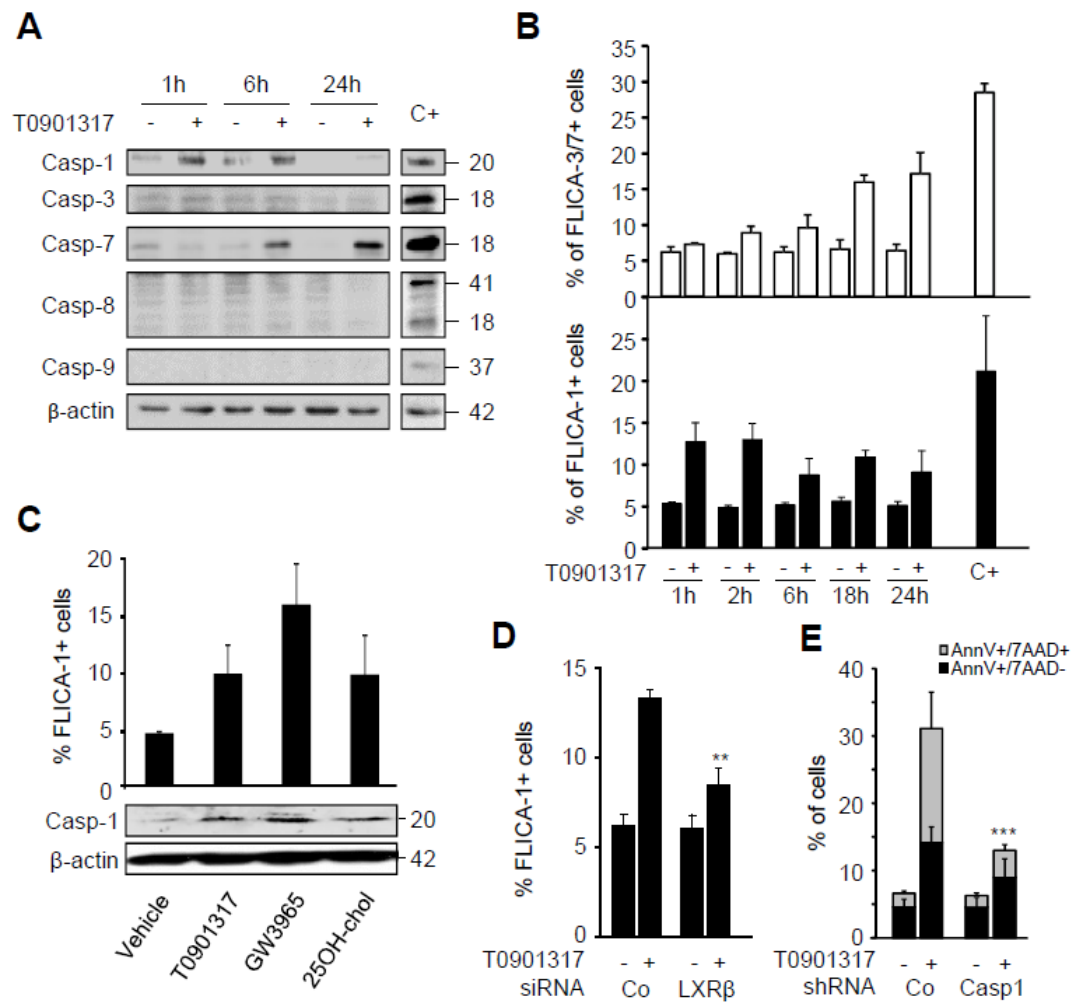 A
1h 6h 24h
T0901317 - + - + - + C+
Casp-1 20
Casp-3 18
Casp-7 18
Casp-8 41
18
Casp-9 37
β-actin 42
B
% of FLICA-3/7+ cells
35
30
25
20
15
10
5
0
% of FLICA-1+ cells
25
20
15
10
5
0
T0901317 - + - + - + - + - + C+
1h 2h 6h 18h 24h
C
% FLICA-1+ cells
20
15
10
5
0
Casp-1 20
β-actin 42
Vehicle
T0901317
GW3965
25OH-chol
D
% FLICA-1+ cells
15
10
5
0
**
T0901317 - + - +
siRNA Co LXRβ
E
AnnV+/7AAD+
AnnV+/7AAD-
% of cells
40
30
20
10
5
0
***
T0901317 - + - +
shRNA Co Casp1